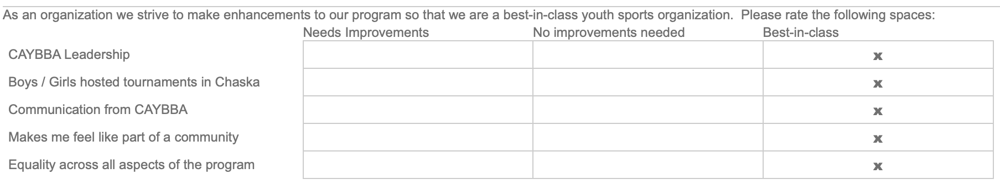 As an organization we strive to make enhancements to our program so that we are a best-in-class youth sports organization.  Please rate the following spaces:
Needs Improvements No improvements needed Best-in-class
CAYBBA Leadership x
Boys / Girls hosted tournaments in Chaska x
Communication from CAYBBA x
Makes me feel like part of a community x
Equality across all aspects of the program x